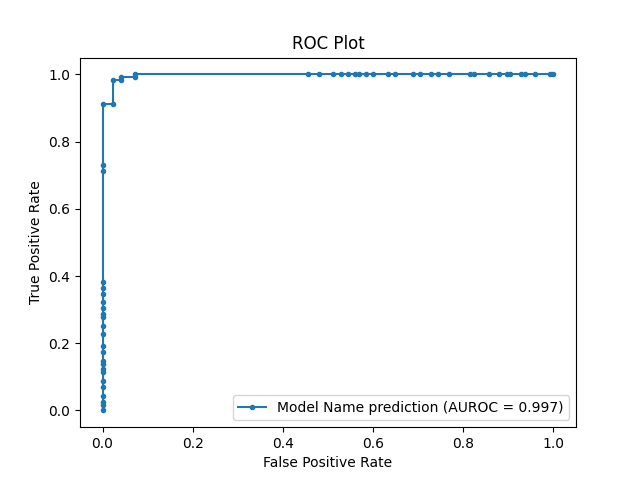 ROC Plot
1.0
0.8
0.6
0.4
0.2
0.0
True Positive Rate
Model Name prediction (AUROC = 0.997)
0.0 0.2 0.4 0.6 0.8 1.0
False Positive Rate